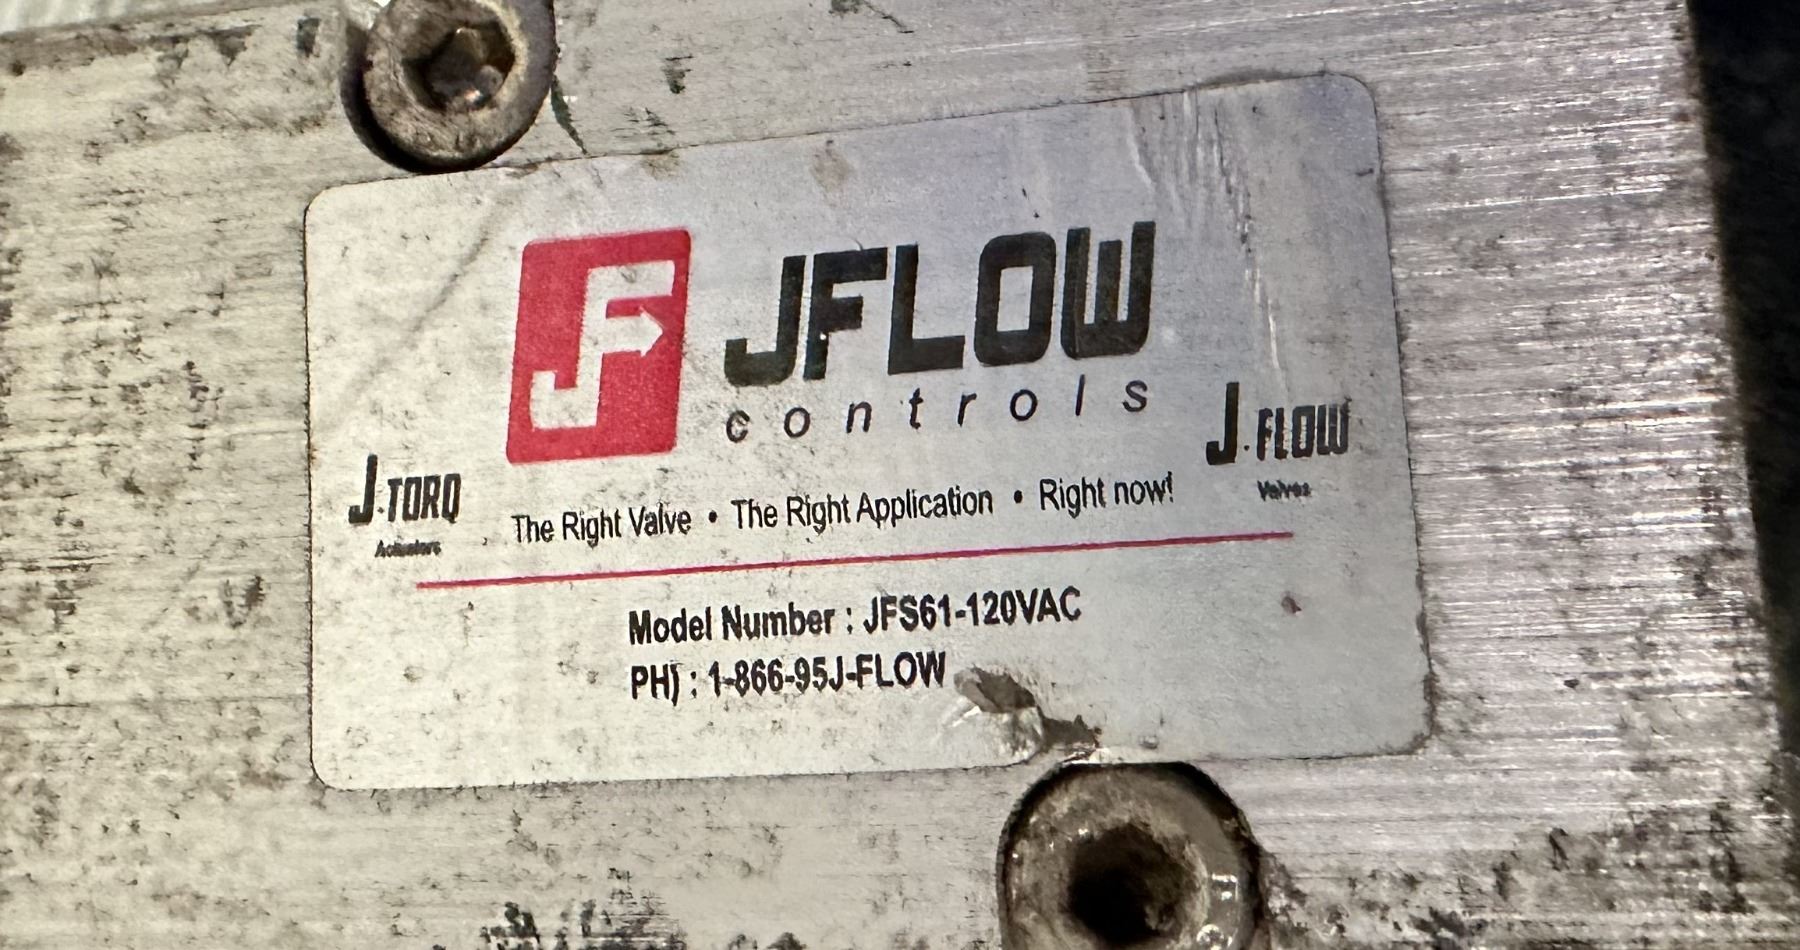 JF JFLOW
controls
J-TORQ
Actuators
J-FLOW
Valves
The Right Valve • The Right Application • Right now!
Model Number : JFS61-120VAC
PH) : 1-866-95J-FLOW